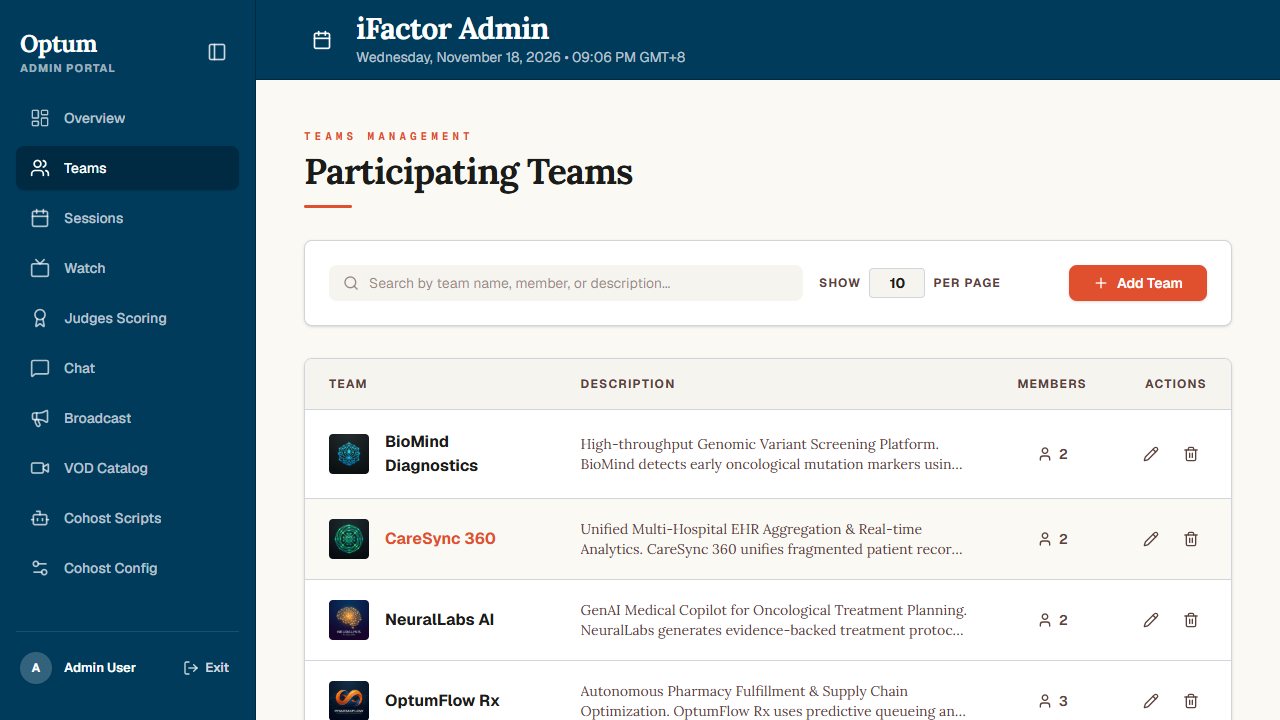 Optum
ADMIN PORTAL
Overview
Teams
Sessions
Watch
Judges Scoring
Chat
Broadcast
VOD Catalog
Cohost Scripts
Cohost Config
A
Admin User
Exit
iFactor Admin
Wednesday, November 18, 2026 • 09:06 PM GMT+8
TEAMS MANAGEMENT
Participating Teams
Search by team name, member, or description...
SHOW 10 PER PAGE
Add Team
TEAM DESCRIPTION MEMBERS ACTIONS
BioMind
Diagnostics
High-throughput Genomic Variant Screening Platform.
BioMind detects early oncological mutation markers usin...
2
CareSync 360
Unified Multi-Hospital EHR Aggregation & Real-time
Analytics. CareSync 360 unifies fragmented patient recor...
2
NeuralLabs AI
GenAI Medical Copilot for Oncological Treatment Planning.
NeuralLabs generates evidence-backed treatment protoc...
2
OptumFlow Rx
Autonomous Pharmacy Fulfillment & Supply Chain
Optimization. OptumFlow Rx uses predictive queueing an...
3